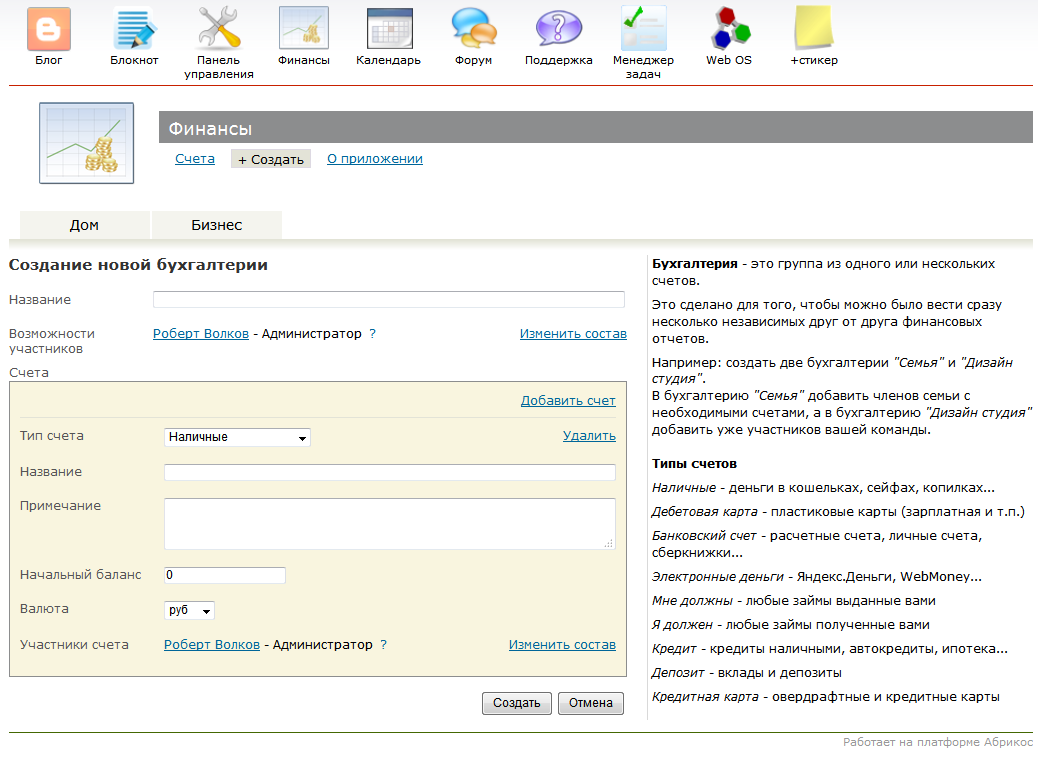 Блог
Блокнот
Панель
управления
Финансы
Календарь
Форум
Поддержка
Менеджер
задач
Web OS
+стикер
Финансы
Счета
+ Создать
О приложении
Дом
Бизнес
Создание новой бухгалтерии
Название
Возможности
участников
Роберт Волков - Администратор ?
Изменить состав
Счета
Добавить счет
Тип счета
Наличные
Удалить
Название
Примечание
Начальный баланс
0
Валюта
руб
Участники счета
Роберт Волков - Администратор ?
Изменить состав
Создать
Отмена
Бухгалтерия - это группа из одного или нескольких
счетов.
Это сделано для того, чтобы можно было вести сразу
несколько независимых друг от друга финансовых
отчетов.
Например: создать две бухгалтерии "Семья" и "Дизайн
студия".
В бухгалтерию "Семья" добавить членов семьи с
необходимыми счетами, а в бухгалтерию "Дизайн студия"
добавить уже участников вашей команды.
Типы счетов
Наличные - деньги в кошельках, сейфах, копилках...
Дебетовая карта - пластиковые карты (зарплатная и т.п.)
Банковский счет - расчетные счета, личные счета,
сберкнижки...
Электронные деньги - Яндекс.Деньги, WebMoney...
Мне должны - любые займы выданные вами
Я должен - любые займы полученные вами
Кредит - кредиты наличными, автокредиты, ипотека...
Депозит - вклады и депозиты
Кредитная карта - овердрафтные и кредитные карты
Работает на платформе Абрикос